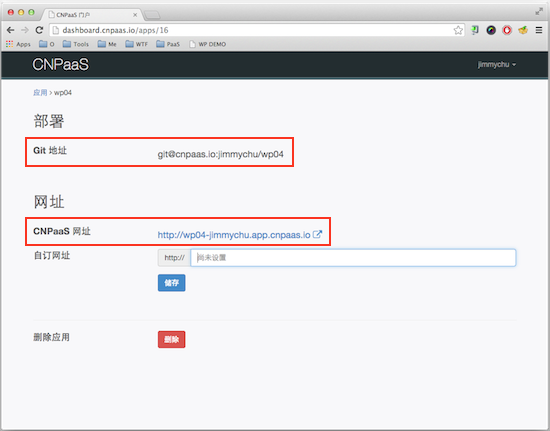 CNPaaS 门户
dashboard.cnpaas.io/apps/16
Apps O Tools Me WTF PaaS WP DEMO
CNPaaS jimmychu
应用 > wp04
部署
Git 地址 git@cnpaas.io:jimmychu/wp04
网址
CNPaaS 网址 http://wp04-jimmychu.app.cnpaas.io
自订网址 http:// 尚未设置
储存
删除应用 删除